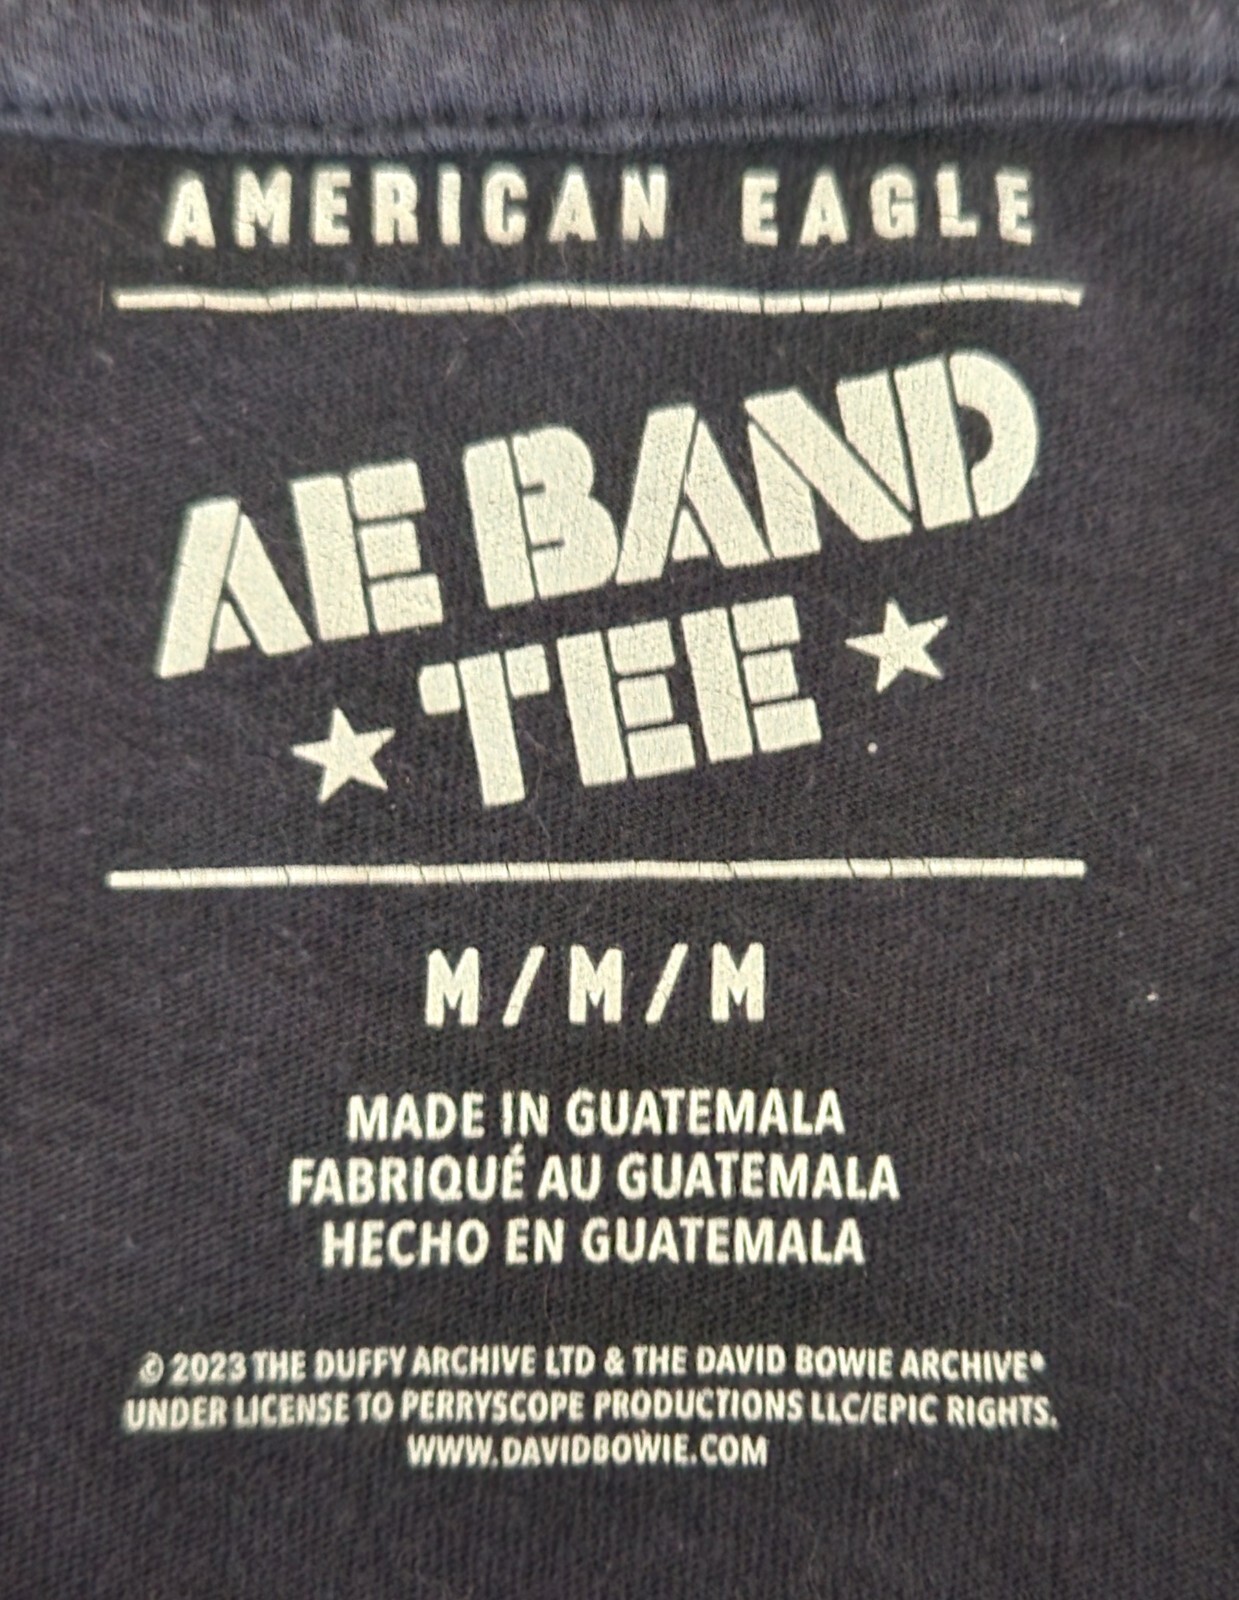 AMERICAN EAGLE
AE BAND
TEE
M/M/M
MADE IN GUATEMALA
FABRIQUÉ AU GUATEMALA
HECHO EN GUATEMALA
© 2023 THE DUFFY ARCHIVE LTD & THE DAVID BOWIE ARCHIVE®
UNDER LICENSE TO PERRYSCOPE PRODUCTIONS LLC/EPIC RIGHTS.
WWW.DAVIDBOWIE.COM